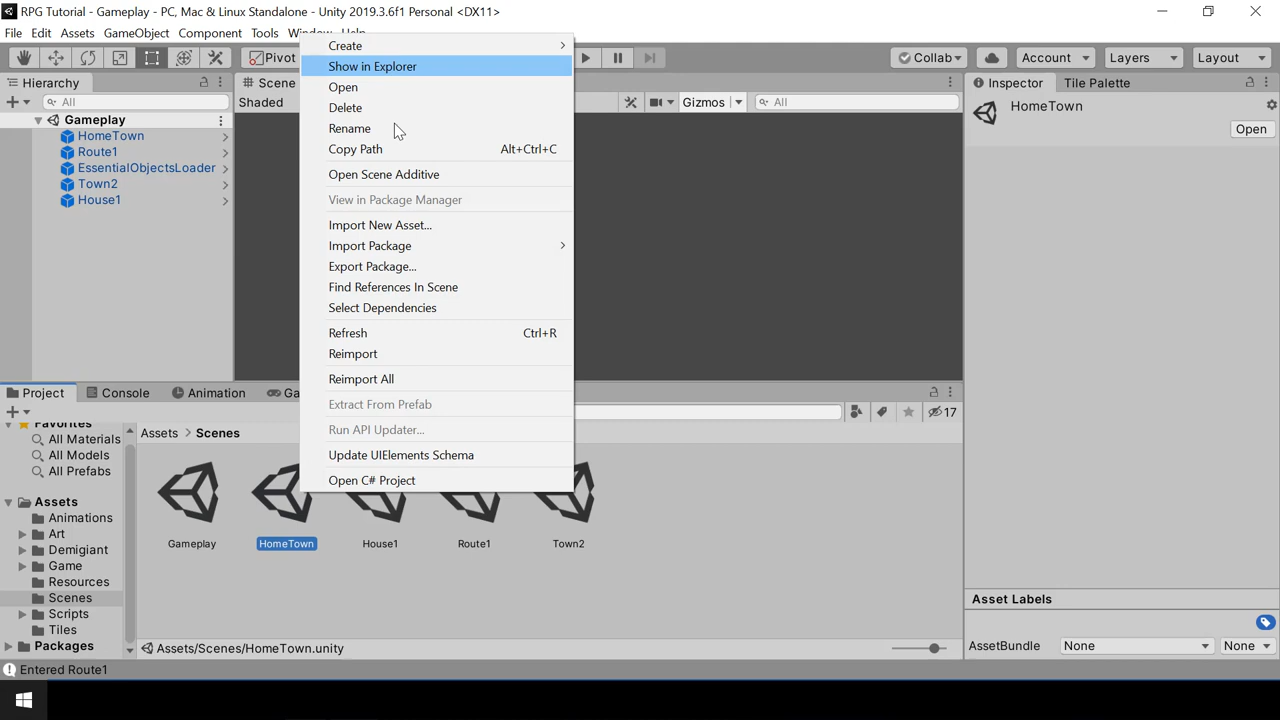 RPG Tutorial - Gameplay - PC, Mac & Linux Standalone - Unity 2019.3.6f1 Personal <DX11>
File Edit Assets GameObject Component Tools Window Help
Pivot
Collab
Account
Layers
Layout
Hierarchy
All
Gameplay
HomeTown
Route1
EssentialObjectsLoader
Town2
House1
Scene
Shaded
Gizmos
All
Create
Show in Explorer
Open
Delete
Rename
Copy Path Alt+Ctrl+C
Open Scene Additive
View in Package Manager
Import New Asset...
Import Package
Export Package...
Find References In Scene
Select Dependencies
Refresh Ctrl+R
Reimport
Reimport All
Extract From Prefab
Run API Updater...
Update UIElements Schema
Open C# Project
Inspector Tile Palette
HomeTown
Open
Asset Labels
AssetBundle None None
Project Console Animation Ga
17
Favorites
All Materials
All Models
All Prefabs
Assets
Animations
Art
Demigiant
Game
Resources
Scenes
Scripts
Tiles
Packages
Assets > Scenes
Gameplay HomeTown House1 Route1 Town2
Assets/Scenes/HomeTown.unity
Entered Route1